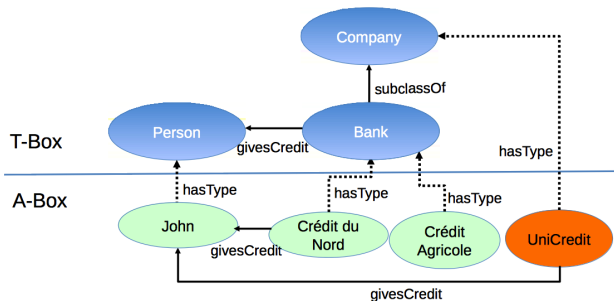 Company
subclassOf
T-Box
Person
givesCredit
Bank
hasType
hasType
hasType
hasType
A-Box
John
givesCredit
Crédit du
Nord
Crédit
Agricole
UniCredit
givesCredit